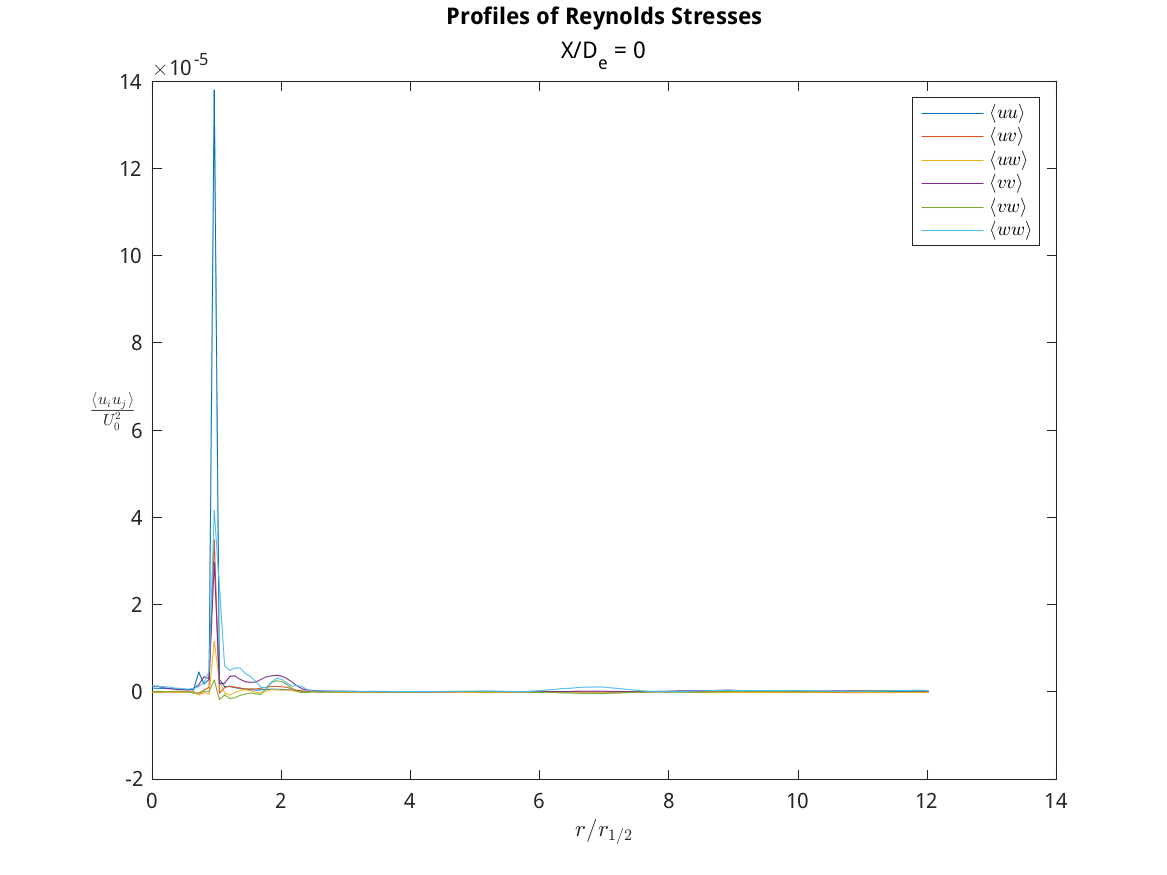 Profiles of Reynolds Stresses
X/D_e = 0
×10^-5
14
12
10
8
6
4
2
0
-2
⟨u_i u_j⟩
U_0^2
⟨uu⟩
⟨uv⟩
⟨uw⟩
⟨vv⟩
⟨vw⟩
⟨ww⟩
0 2 4 6 8 10 12 14
r/r_{1/2}